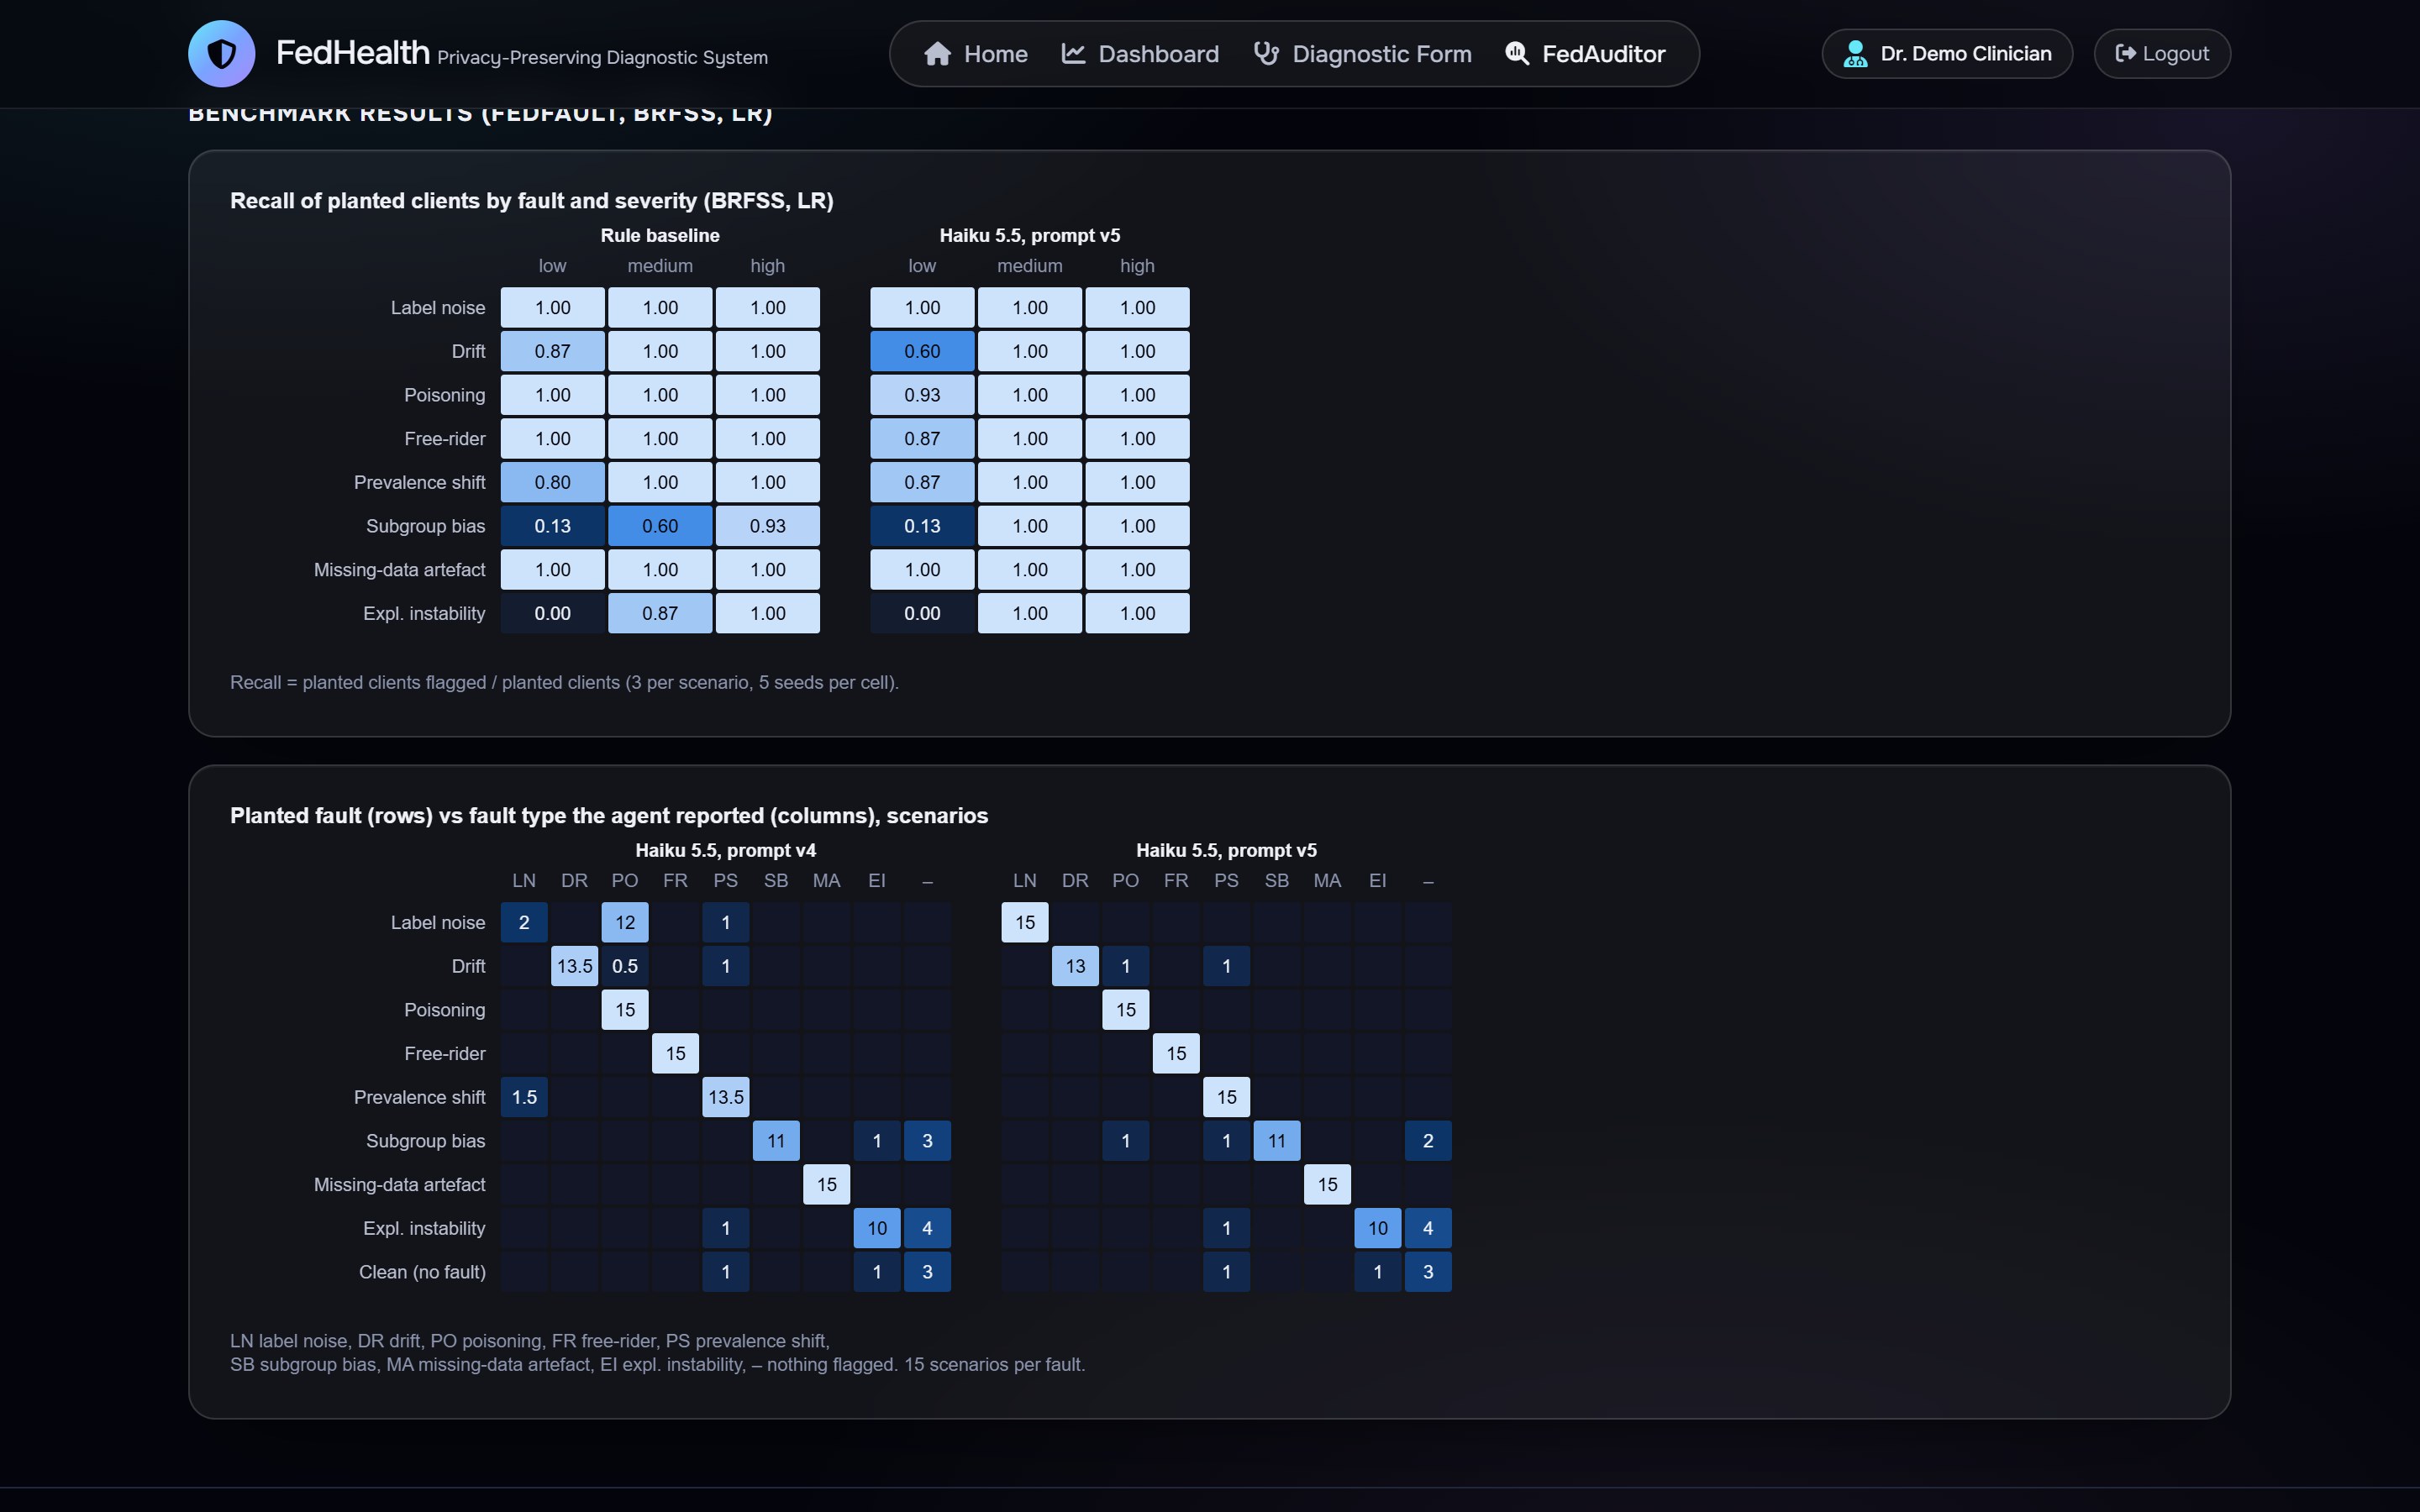 FedHealth Privacy-Preserving Diagnostic System
Home Dashboard Diagnostic Form FedAuditor
Dr. Demo Clinician Logout
BENCHMARK RESULTS (FEDFAULT, BRFSS, LR)
Recall of planted clients by fault and severity (BRFSS, LR)
Rule baseline Haiku 5.5, prompt v5
low medium high low medium high
Label noise 1.00 1.00 1.00 1.00 1.00 1.00
Drift 0.87 1.00 1.00 0.60 1.00 1.00
Poisoning 1.00 1.00 1.00 0.93 1.00 1.00
Free-rider 1.00 1.00 1.00 0.87 1.00 1.00
Prevalence shift 0.80 1.00 1.00 0.87 1.00 1.00
Subgroup bias 0.13 0.60 0.93 0.13 1.00 1.00
Missing-data artefact 1.00 1.00 1.00 1.00 1.00 1.00
Expl. instability 0.00 0.87 1.00 0.00 1.00 1.00
Recall = planted clients flagged / planted clients (3 per scenario, 5 seeds per cell).
Planted fault (rows) vs fault type the agent reported (columns), scenarios
Haiku 5.5, prompt v4 Haiku 5.5, prompt v5
LN DR PO FR PS SB MA EI – LN DR PO FR PS SB MA EI –
Label noise 2 12 1 15
Drift 13.5 0.5 1 13 1 1
Poisoning 15 15
Free-rider 15 15
Prevalence shift 1.5 13.5 15
Subgroup bias 11 1 3 1 1 11 2
Missing-data artefact 15 15
Expl. instability 1 10 4 1 10 4
Clean (no fault) 1 1 3 1 1 3
LN label noise, DR drift, PO poisoning, FR free-rider, PS prevalence shift,
SB subgroup bias, MA missing-data artefact, EI expl. instability, – nothing flagged. 15 scenarios per fault.